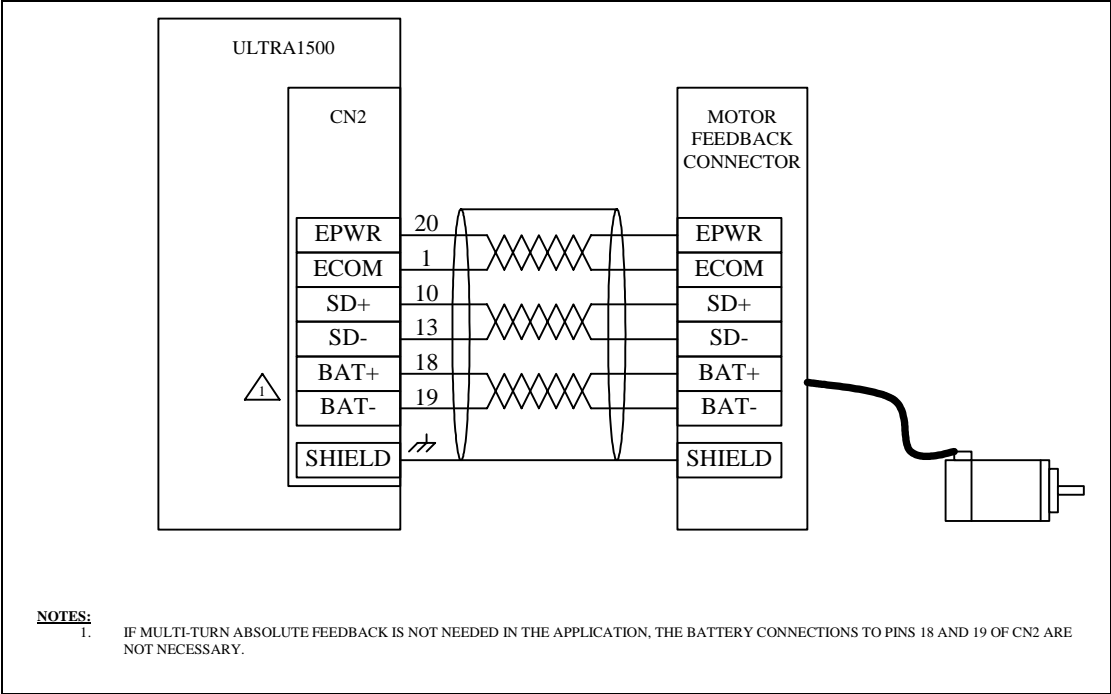 ULTRA1500
CN2
MOTOR
FEEDBACK
CONNECTOR
EPWR 20 EPWR
ECOM 1 ECOM
SD+ 10 SD+
SD- 13 SD-
BAT+ 18 BAT+
1 BAT- 19 BAT-
SHIELD SHIELD
NOTES:
1. IF MULTI-TURN ABSOLUTE FEEDBACK IS NOT NEEDED IN THE APPLICATION, THE BATTERY CONNECTIONS TO PINS 18 AND 19 OF CN2 ARE
NOT NECESSARY.